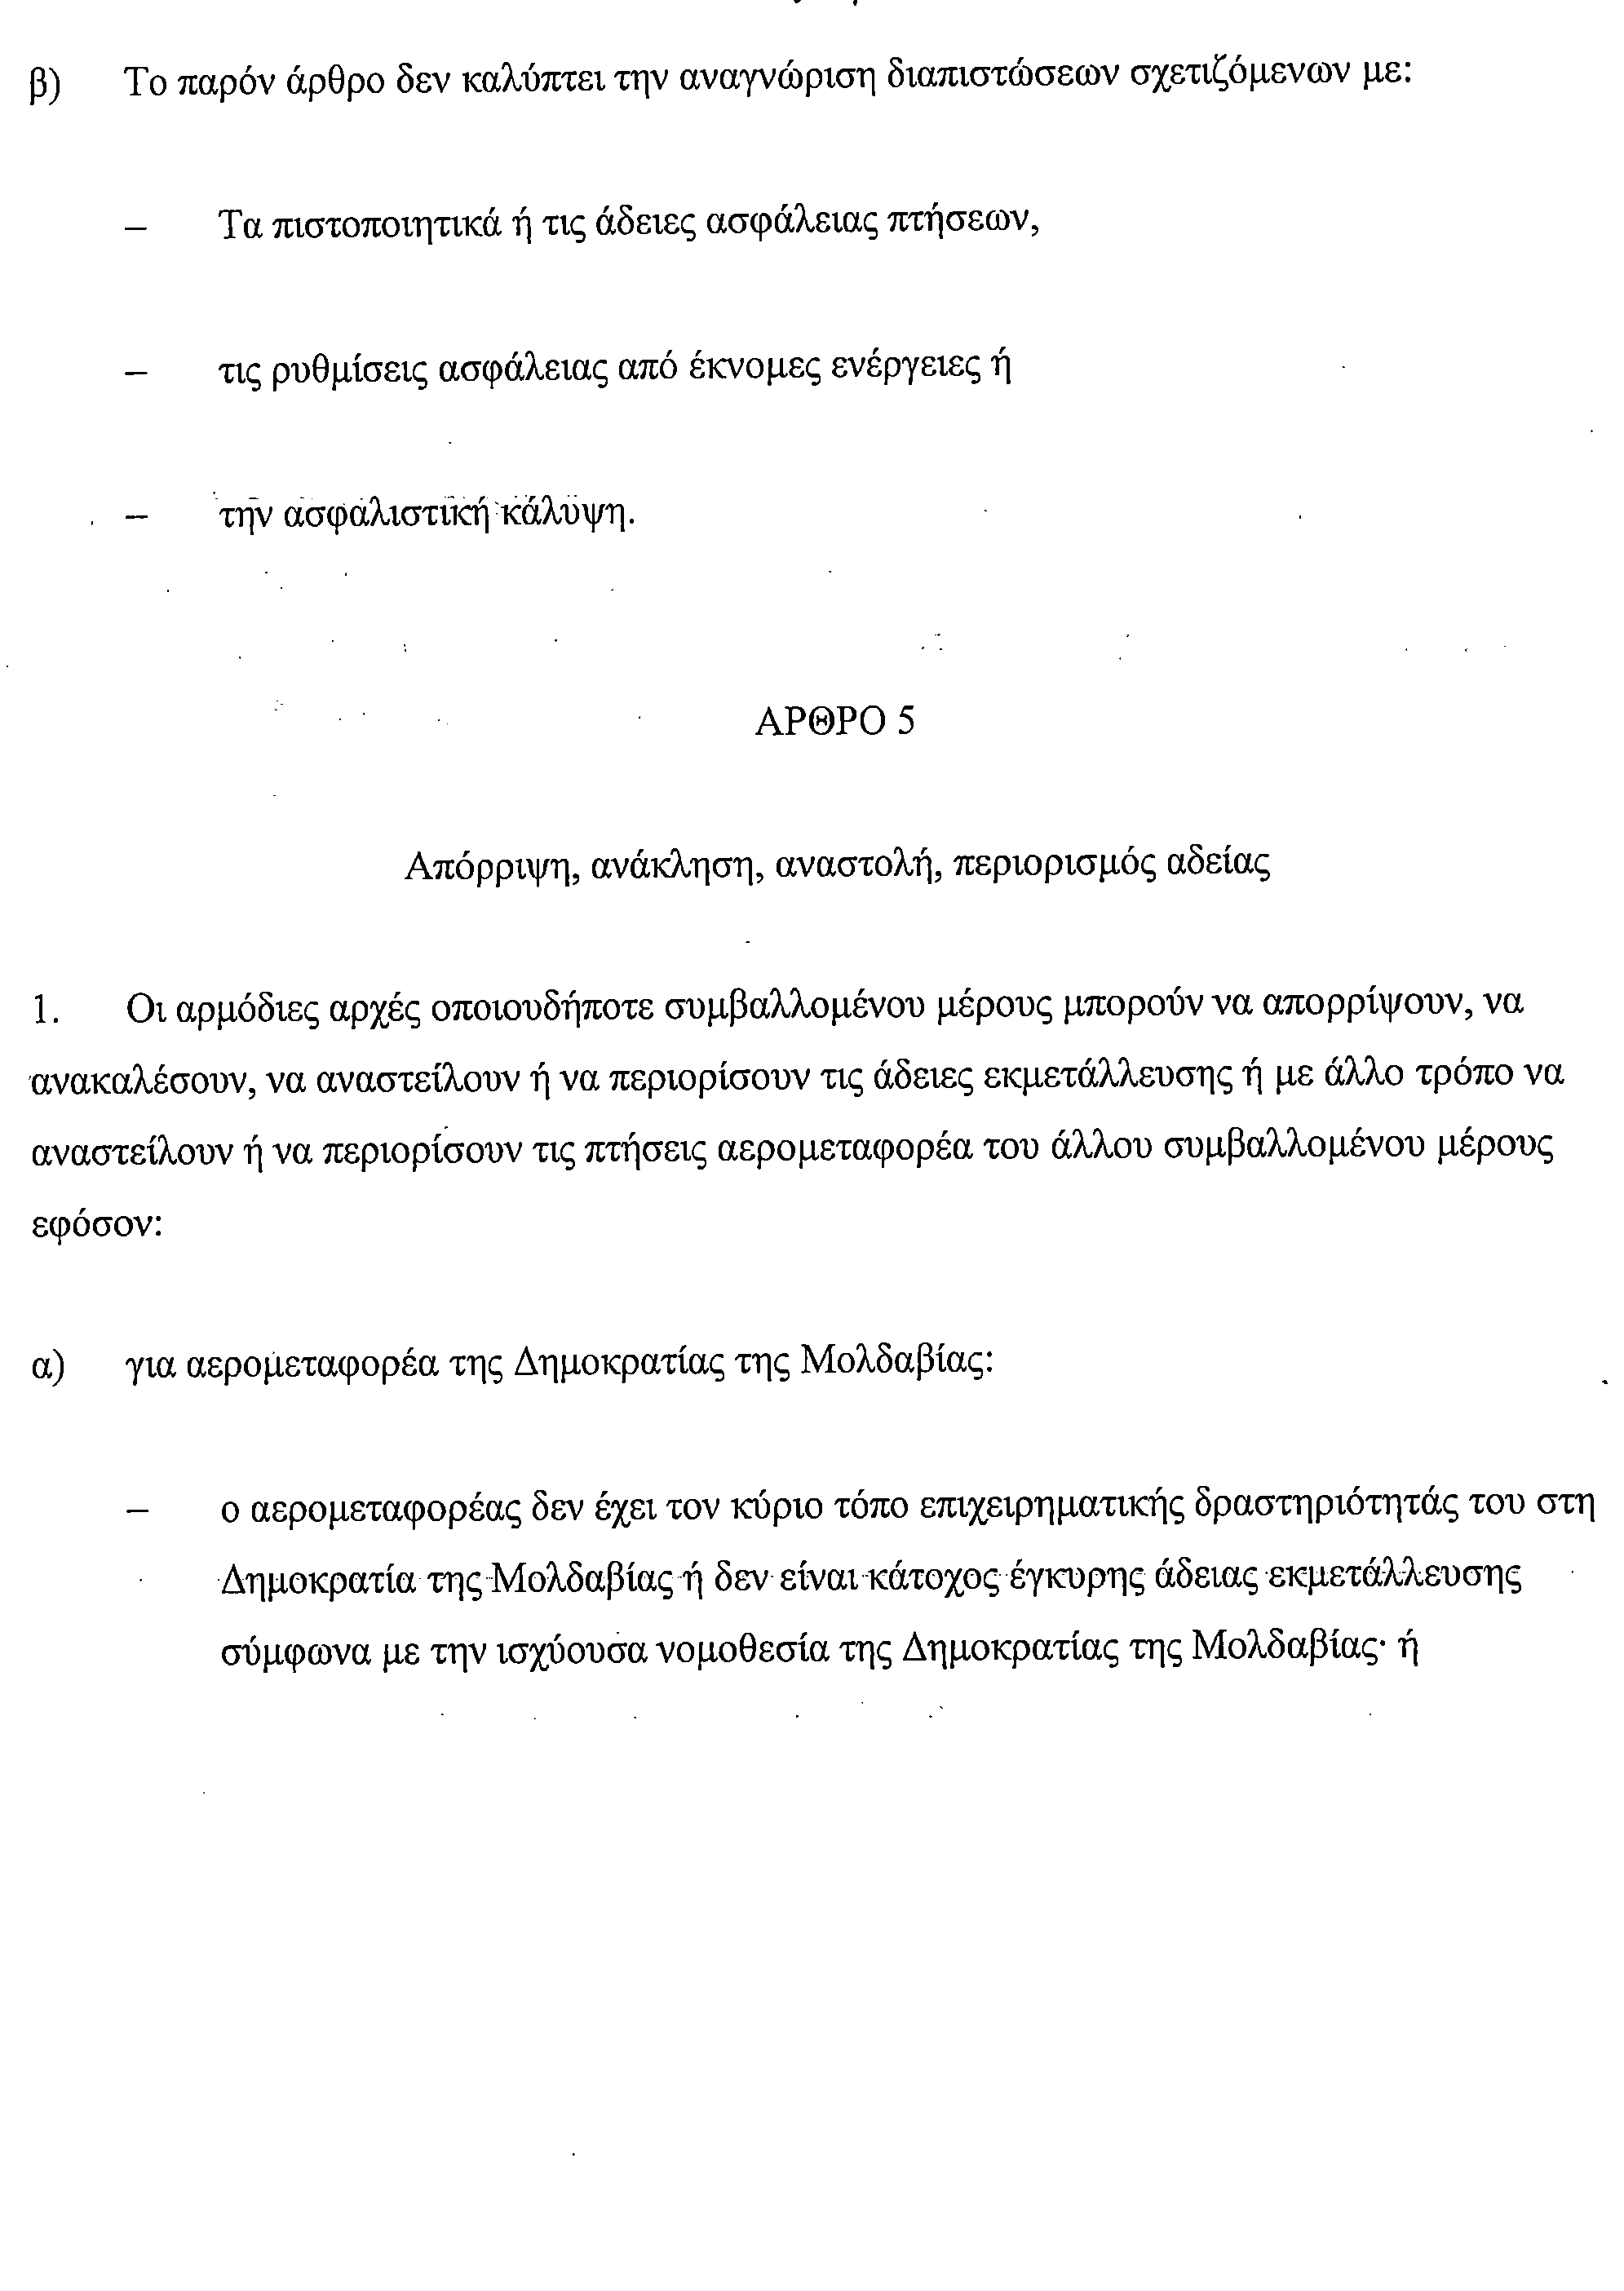 β) Το παρόν άρθρο δεν καλύπτει την αναγνώριση διαπιστώσεων σχετιζόμενων με:
– Τα πιστοποιητικά ή τις άδειες ασφάλειας πτήσεων,
– τις ρυθμίσεις ασφάλειας από έκνομες ενέργειες ή
– την ασφαλιστική κάλυψη.
ΑΡΘΡΟ 5
Απόρριψη, ανάκληση, αναστολή, περιορισμός αδείας
1. Οι αρμόδιες αρχές οποιουδήποτε συμβαλλομένου μέρους μπορούν να απορρίψουν, να
ανακαλέσουν, να αναστείλουν ή να περιορίσουν τις άδειες εκμετάλλευσης ή με άλλο τρόπο να
αναστείλουν ή να περιορίσουν τις πτήσεις αερομεταφορέα του άλλου συμβαλλομένου μέρους
εφόσον:
α) για αερομεταφορέα της Δημοκρατίας της Μολδαβίας:
– ο αερομεταφορέας δεν έχει τον κύριο τόπο επιχειρηματικής δραστηριότητάς του στη
Δημοκρατία της Μολδαβίας ή δεν είναι κάτοχος έγκυρης άδειας εκμετάλλευσης
σύμφωνα με την ισχύουσα νομοθεσία της Δημοκρατίας της Μολδαβίας· ή